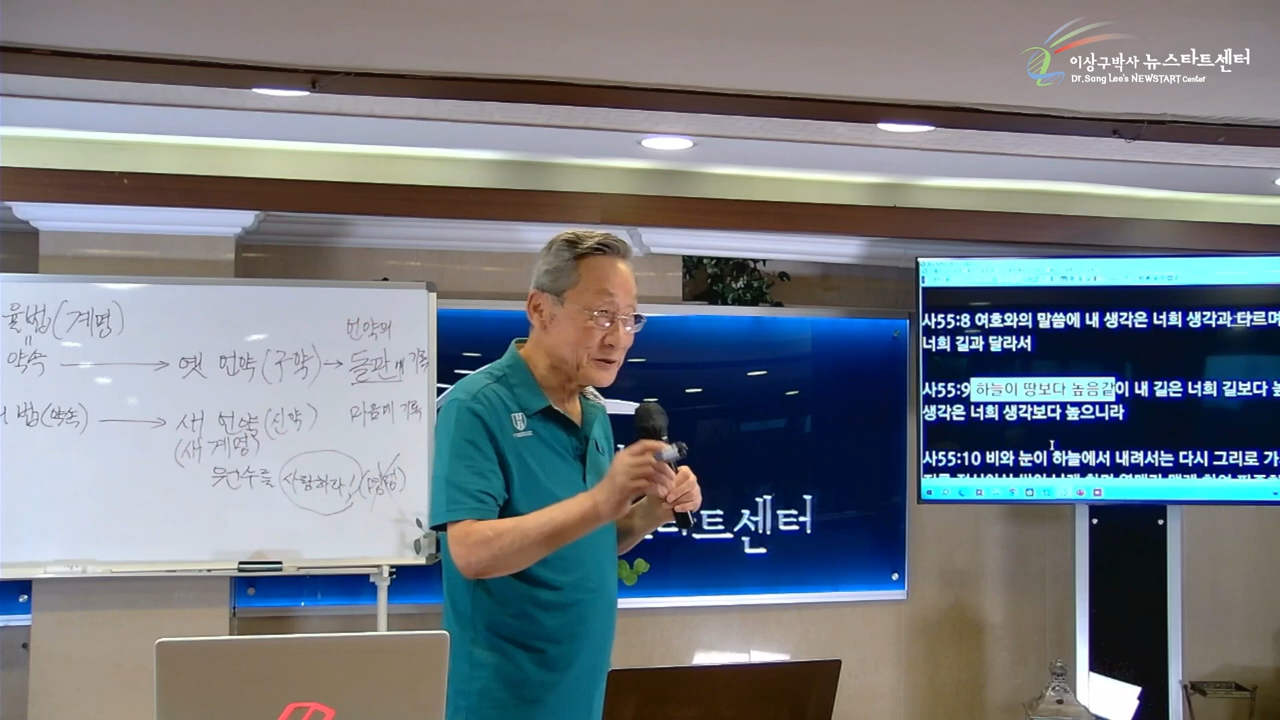 이상구박사 뉴스타트센터
Dr. Sang Lee's NEWSTART Center
율법(계명)
언약의
약속 → 옛 언약(구약) → 돌판에 기록
법(약속) → 새 언약(신약) 마음에 기록
(새 계명)
원수를 사랑하라! (명령)
타트센터
사55:8 여호와의 말씀에 내 생각은 너희 생각과 다르며
너희 길과 달라서
사55:9 하늘이 땅보다 높음같이 내 길은 너희 길보다 높
생각은 너희 생각보다 높으니라
사55:10 비와 눈이 하늘에서 내려서는 다시 그리로 가